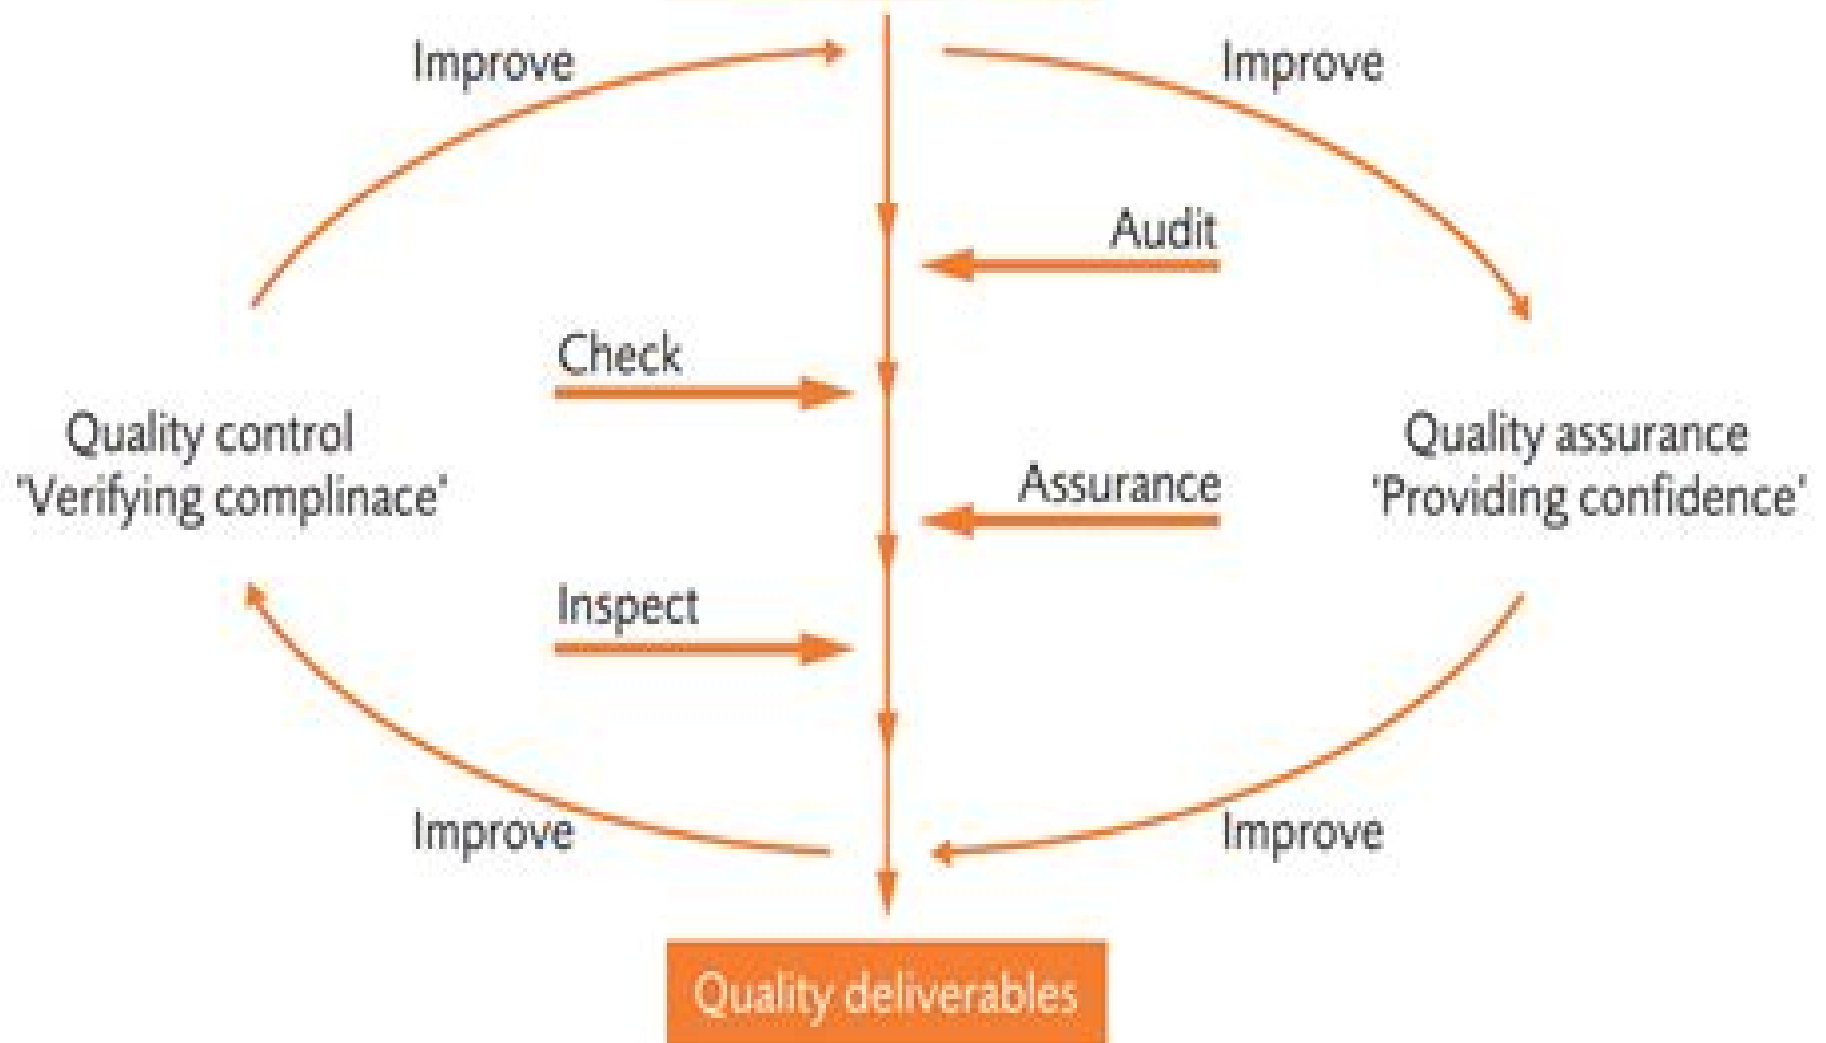 Improve
Improve
Audit
Check
Quality control
'Verifying complinace'
Assurance
Quality assurance
'Providing confidence'
Inspect
Improve
Improve
Quality deliverables